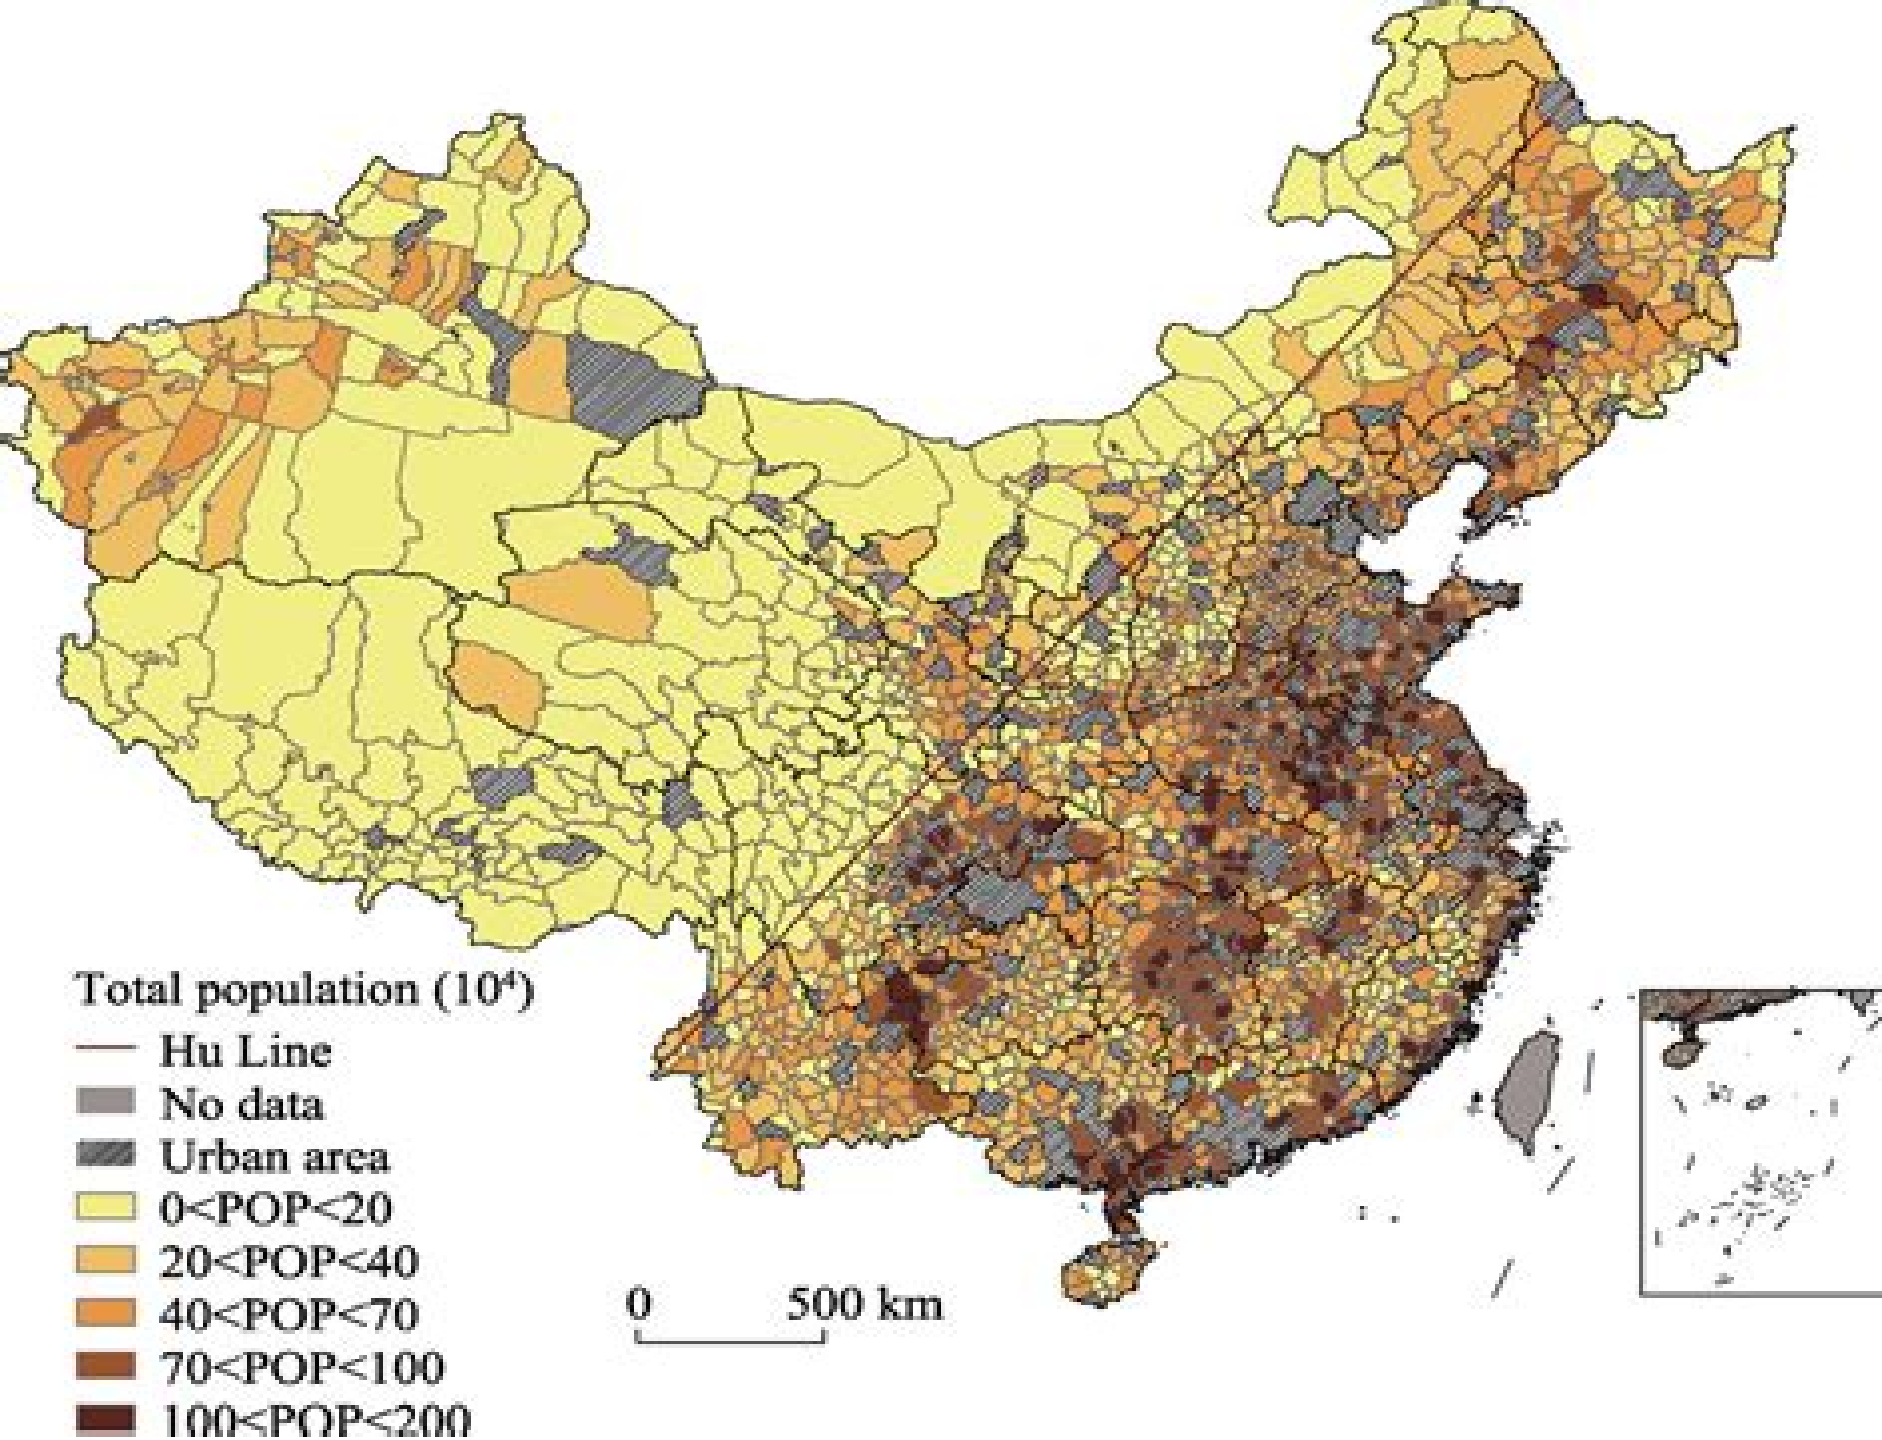 Total population (10⁴)
Hu Line
No data
Urban area
0<POP<20
20<POP<40
40<POP<70
70<POP<100
100<POP<200
0 500 km